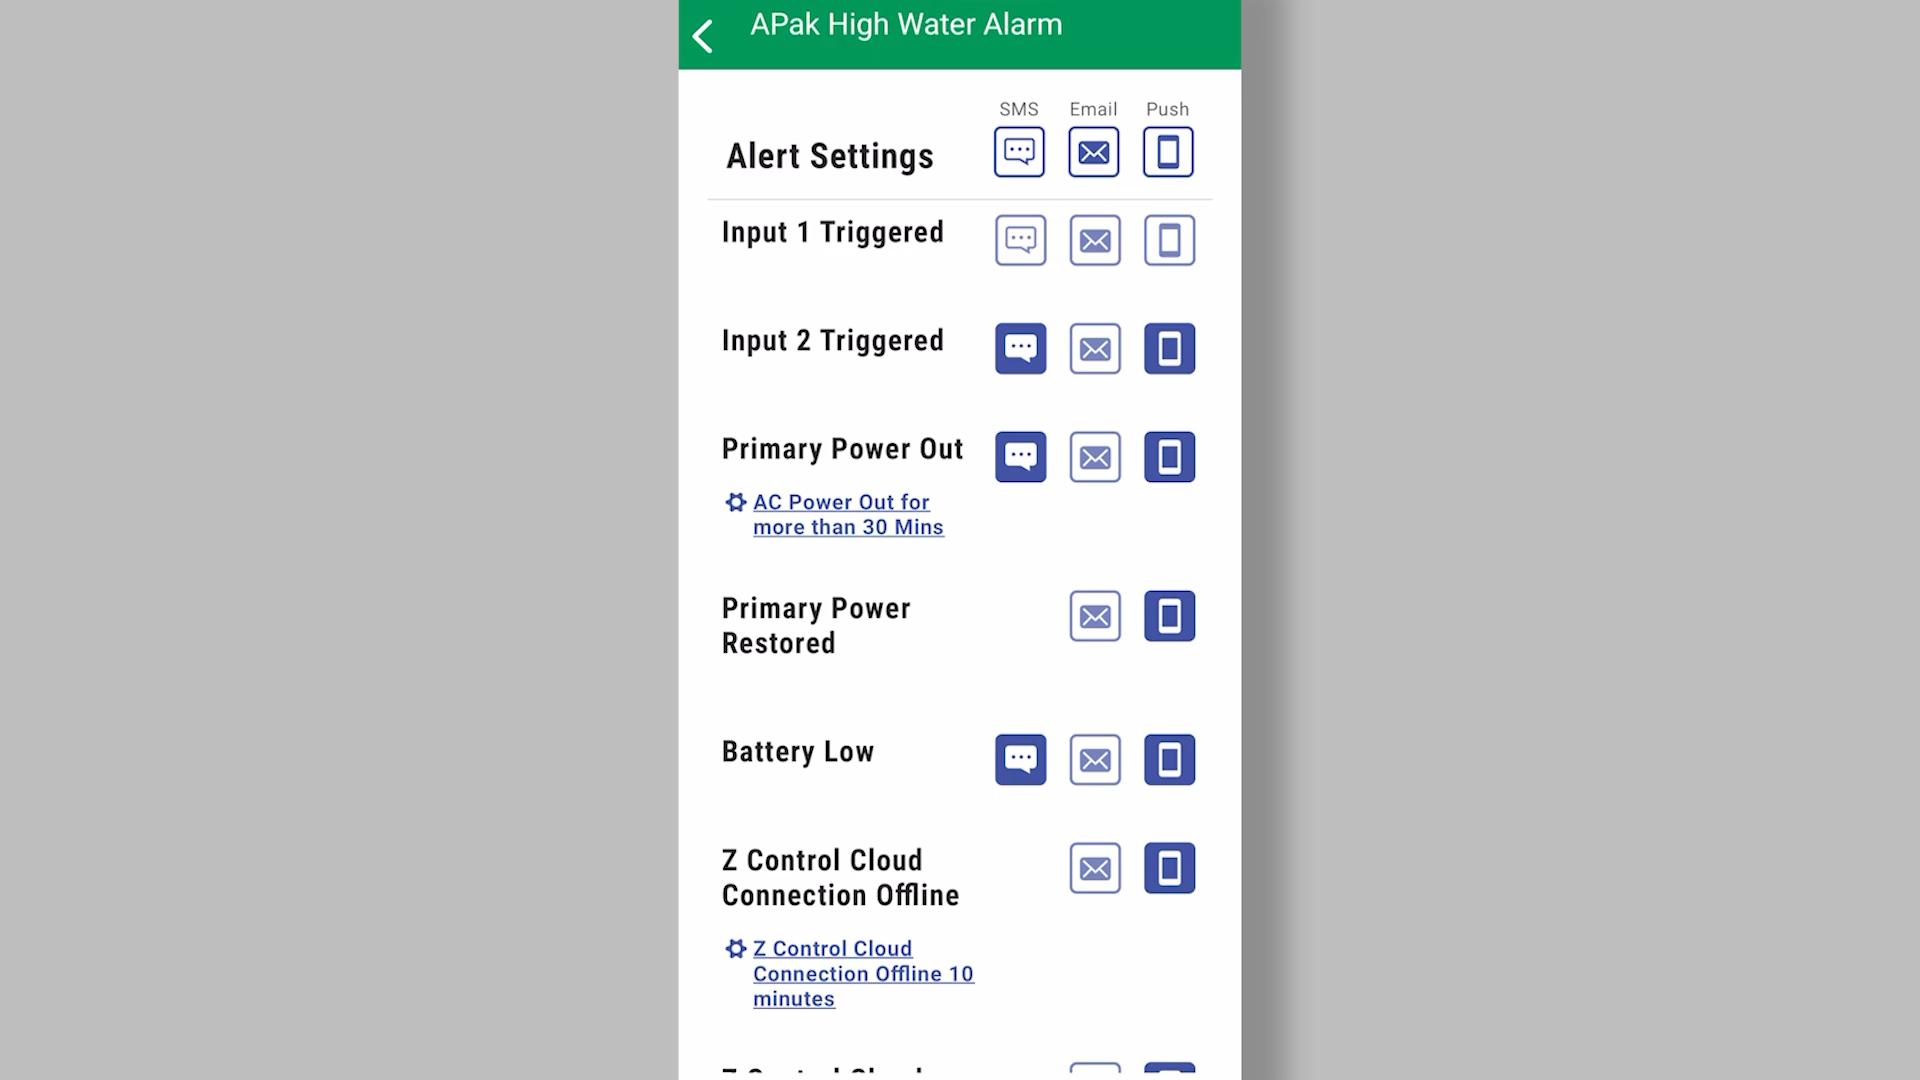 APak High Water Alarm
SMS Email Push
Alert Settings
Input 1 Triggered
Input 2 Triggered
Primary Power Out
AC Power Out for
more than 30 Mins
Primary Power
Restored
Battery Low
Z Control Cloud
Connection Offline
Z Control Cloud
Connection Offline 10
minutes